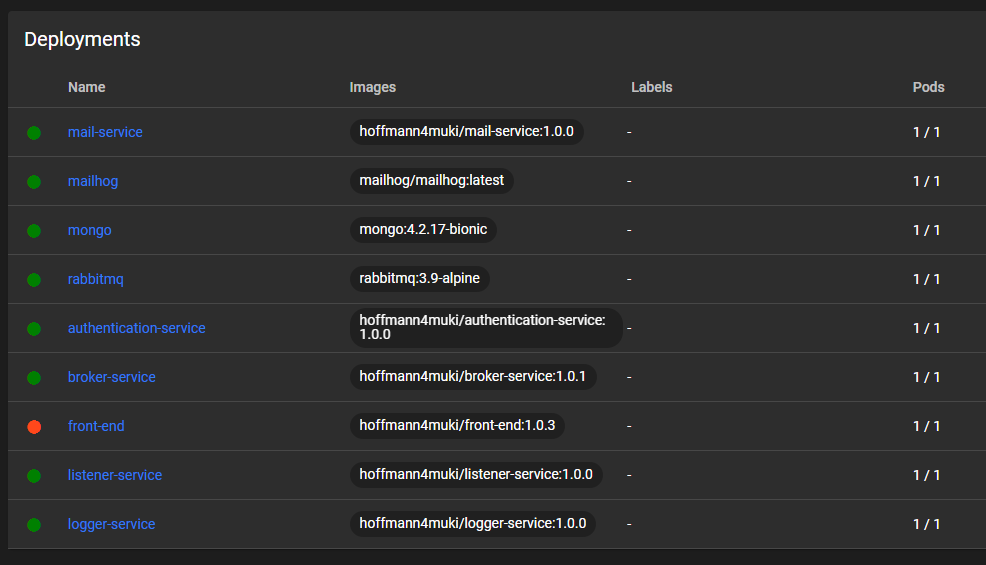 Deployments
Name Images Labels Pods
mail-service hoffmann4muki/mail-service:1.0.0 - 1 / 1
mailhog mailhog/mailhog:latest - 1 / 1
mongo mongo:4.2.17-bionic - 1 / 1
rabbitmq rabbitmq:3.9-alpine - 1 / 1
authentication-service hoffmann4muki/authentication-service: - 1 / 1
1.0.0
broker-service hoffmann4muki/broker-service:1.0.1 - 1 / 1
front-end hoffmann4muki/front-end:1.0.3 - 1 / 1
listener-service hoffmann4muki/listener-service:1.0.0 - 1 / 1
logger-service hoffmann4muki/logger-service:1.0.0 - 1 / 1